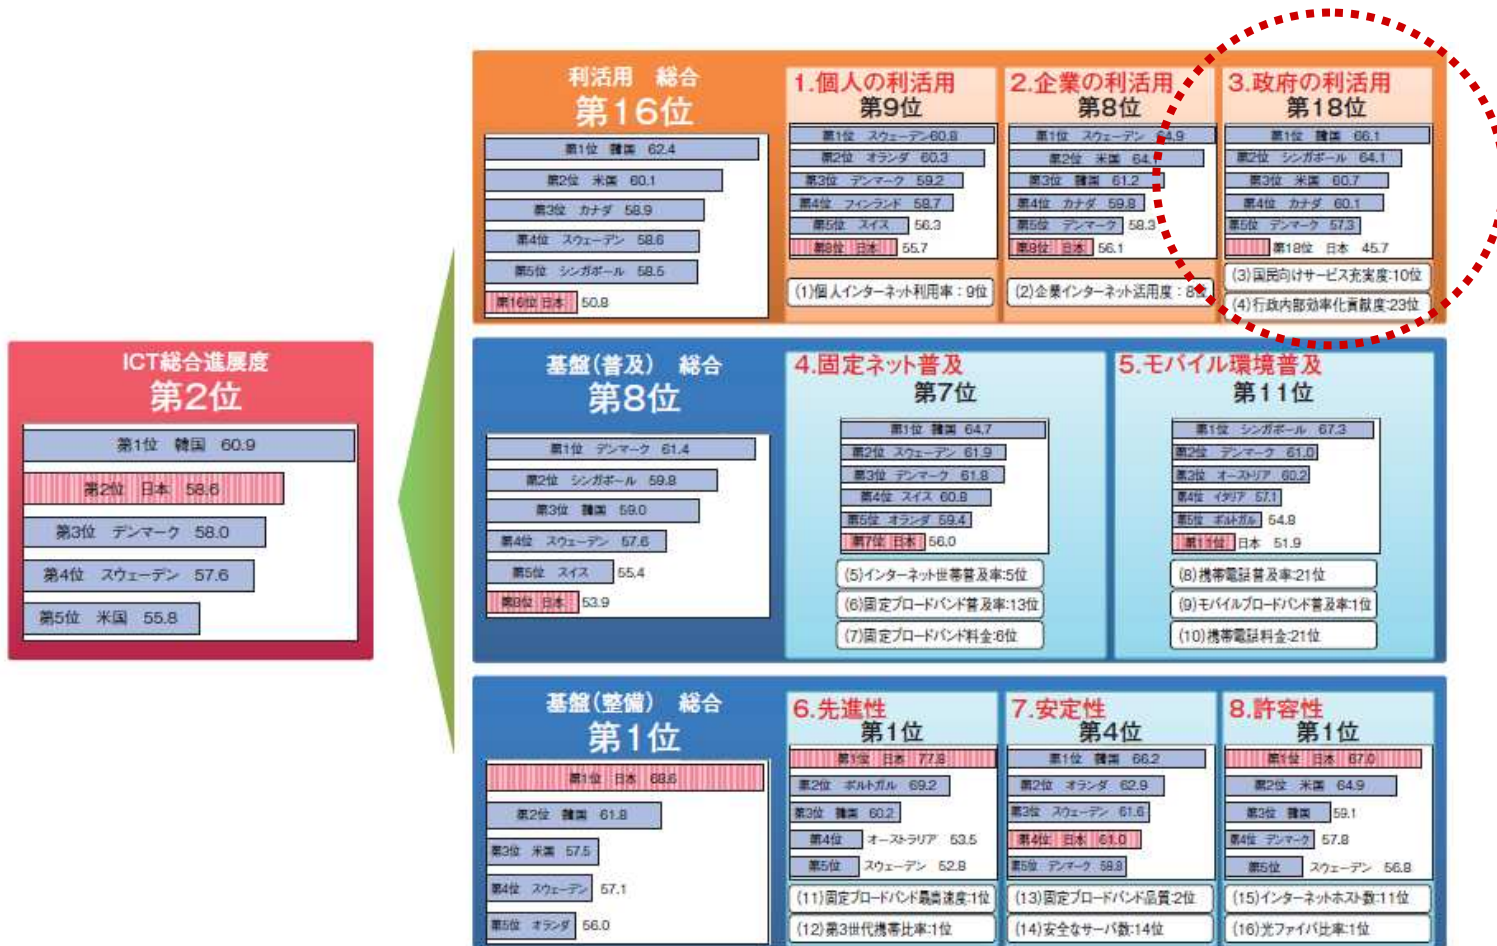 ICT総合進展度
第2位
第1位 韓国 60.9
第2位 日本 58.6
第3位 デンマーク 58.0
第4位 スウェーデン 57.6
第5位 米国 55.8
利活用 総合
第16位
第1位 韓国 62.4
第2位 米国 60.1
第3位 カナダ 58.9
第4位 スウェーデン 58.6
第5位 シンガポール 58.5
第16位 日本 50.8
1.個人の利活用
第9位
第1位 スウェーデン60.8
第2位 オランダ 60.3
第3位 デンマーク 59.2
第4位 フィンランド 58.7
第5位 スイス 56.3
日本 55.7
(1)個人インターネット利用率：9位
2.企業の利活用
第8位
第1位 スウェーデン 64.9
第2位 米国 64.
第3位 韓国 61.2
第4位 カナダ 59.8
第5位 デンマーク 58.3
第8位 日本 56.1
(2)企業インターネット活用度：8位
3.政府の利活用
第18位
第1位 韓国 66.1
第2位 シンガポール 64.1
第3位 米国 60.7
第4位 カナダ 60.1
第5位 デンマーク 57.3
第18位 日本 45.7
(3)国民向けサービス充実度:10位
(4)行政内部効率化貢献度:23位
基盤(普及) 総合
第8位
第1位 デンマーク 61.4
第2位 シンガポール 59.8
第3位 韓国 59.0
第4位 スウェーデン 57.6
第5位 スイス 55.4
第8位 日本 53.9
4.固定ネット普及
第7位
第1位 韓国 64.7
第2位 スウェーデン 61.9
第3位 デンマーク 61.8
第4位 スイス 60.8
第5位 オランダ 59.4
第7位 日本 56.0
(5)インターネット世帯普及率:5位
(6)固定ブロードバンド普及率:13位
(7)固定ブロードバンド料金:6位
5.モバイル環境普及
第11位
第1位 シンガポール 67.3
第2位 デンマーク 61.0
第3位 オーストリア 60.2
第4位 イタリア 57.1
第5位 ポルトガル 54.8
第11位 日本 51.9
(8)携帯電話普及率:21位
(9)モバイルブロードバンド普及率:1位
(10)携帯電話料金:21位
基盤(整備) 総合
第1位
第1位 日本 68.6
第2位 韓国 61.8
第3位 米国 57.5
第4位 スウェーデン 57.1
第5位 オランダ 56.0
6.先進性
第1位
第1位 日本 77.8
第2位 ポルトガル 69.2
第3位 韓国 60.2
第4位 オーストラリア 53.5
第5位 スウェーデン 52.8
(11)固定ブロードバンド最高速度:1位
(12)第3世代携帯比率:1位
7.安定性
第4位
第1位 韓国 66.2
第2位 オランダ 62.9
第3位 スウェーデン 61.6
第4位 日本 61.0
第5位 デンマーク 59.8
(13)固定ブロードバンド品質:2位
(14)安全なサーバ数:14位
8.許容性
第1位
第1位 日本 67.0
第2位 米国 64.9
第3位 韓国 59.1
第4位 デンマーク 57.8
第5位 スウェーデン 56.8
(15)インターネットホスト数:11位
(16)光ファイバ比率:1位